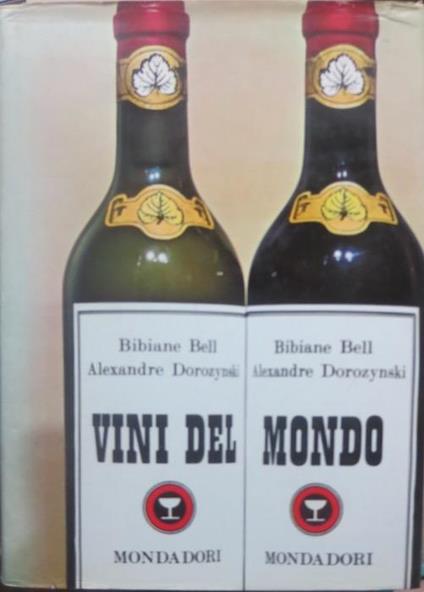 Bibiane Bell
Alexandre Dorozynski
VINI DEL
MONDADORI
Bibiane Bell
Alexandre Dorozynski
MONDO
MONDADORI